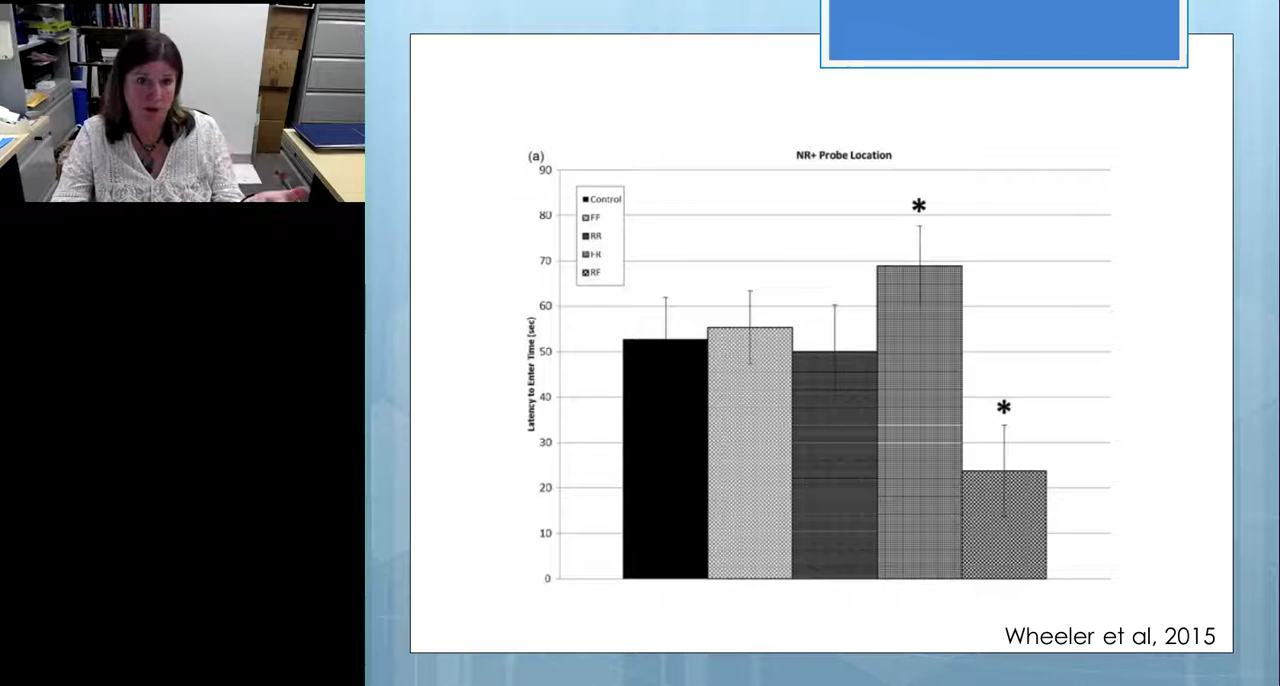 (a)
NR+ Probe Location
90
80
70
60
50
40
30
20
10
0
Latency to Enter Time (sec)
Control
FF
RR
FR
RF
*
*
Wheeler et al, 2015